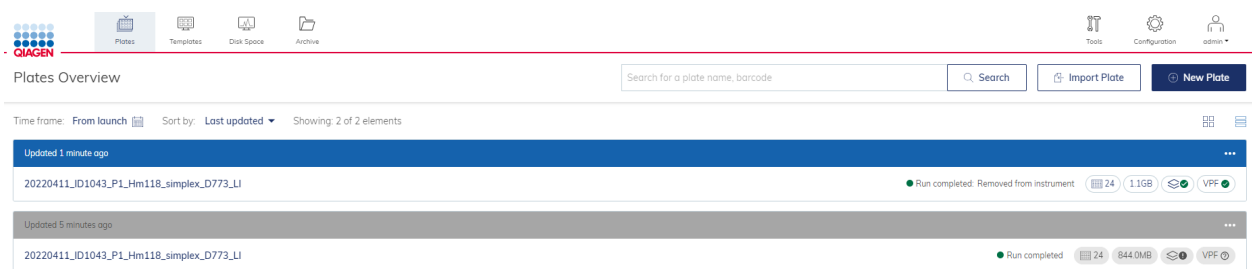 QIAGEN
Plates Templates Disk Space Archive Tools Configuration admin
Plates Overview Search for a plate name, barcode Search Import Plate New Plate
Time frame: From launch Sort by: Last updated Showing: 2 of 2 elements
Updated 1 minute ago
20220411_ID1043_P1_Hm118_simplex_D773_LI Run completed: Removed from instrument 24 1.1GB VPF
Updated 5 minutes ago
20220411_ID1043_P1_Hm118_simplex_D773_LI Run completed 24 844.0MB VPF